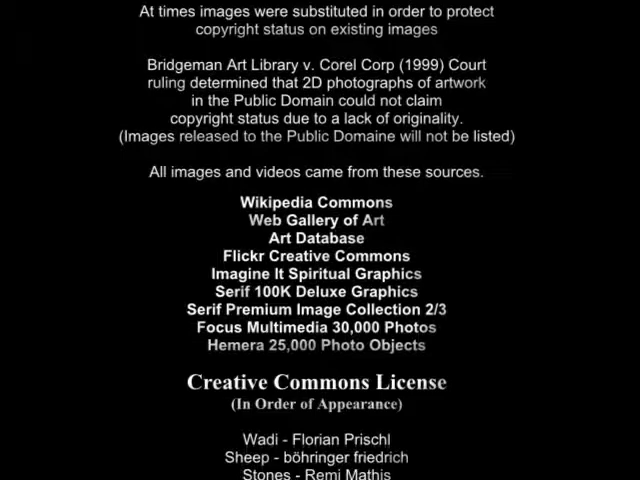 At times images were substituted in order to protect
copyright status on existing images
Bridgeman Art Library v. Corel Corp (1999) Court
ruling determined that 2D photographs of artwork
in the Public Domain could not claim
copyright status due to a lack of originality.
(Images released to the Public Domaine will not be listed)
All images and videos came from these sources.
Wikipedia Commons
Web Gallery of Art
Art Database
Flickr Creative Commons
Imagine It Spiritual Graphics
Serif 100K Deluxe Graphics
Serif Premium Image Collection 2/3
Focus Multimedia 30,000 Photos
Hemera 25,000 Photo Objects
Creative Commons License
(In Order of Appearance)
Wadi - Florian Prischl
Sheep - böhringer friedrich
Stones - Remi Mathis